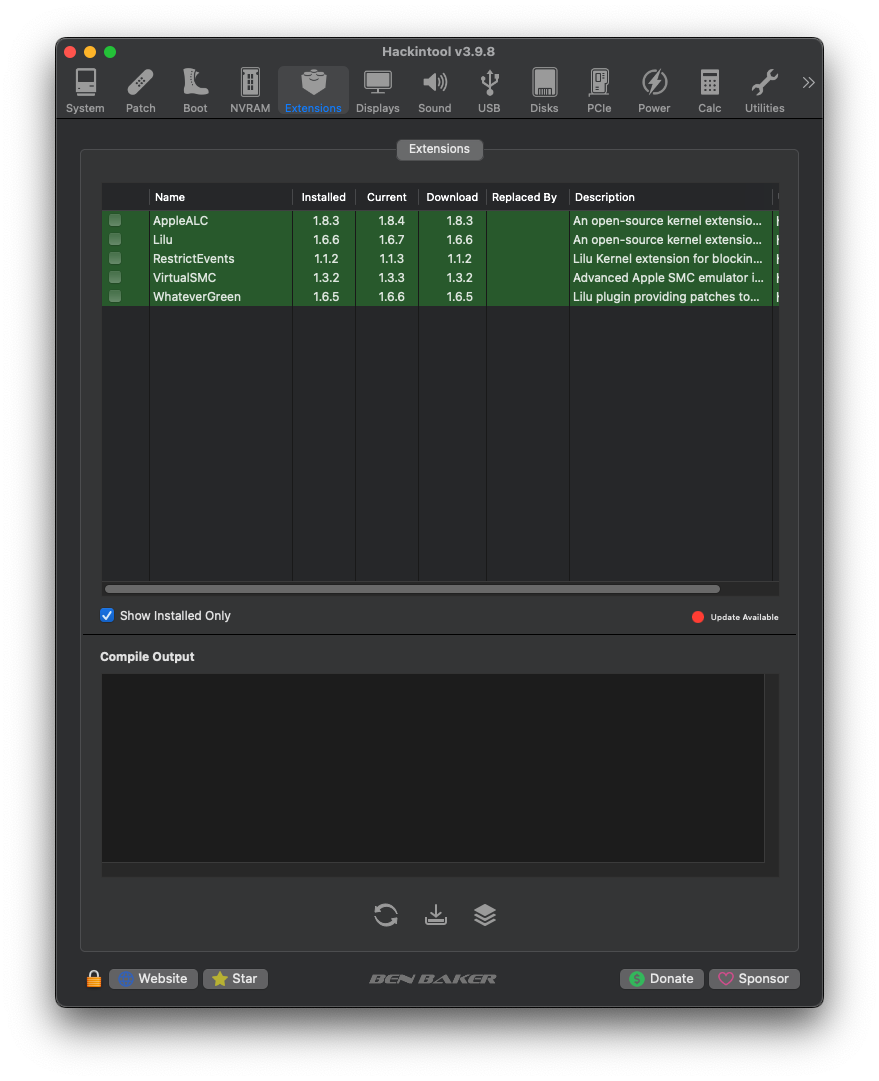 Hackintool v3.9.8
System Patch Boot NVRAM Extensions Displays Sound USB Disks PCIe Power Calc Utilities
Extensions
Name Installed Current Download Replaced By Description
AppleALC 1.8.3 1.8.4 1.8.3 An open-source kernel extensio...
Lilu 1.6.6 1.6.7 1.6.6 An open-source kernel extensio...
RestrictEvents 1.1.2 1.1.3 1.1.2 Lilu Kernel extension for blockin...
VirtualSMC 1.3.2 1.3.3 1.3.2 Advanced Apple SMC emulator i...
WhateverGreen 1.6.5 1.6.6 1.6.5 Lilu plugin providing patches to...
Show Installed Only Update Available
Compile Output
Website Star BEN BAKER Donate Sponsor